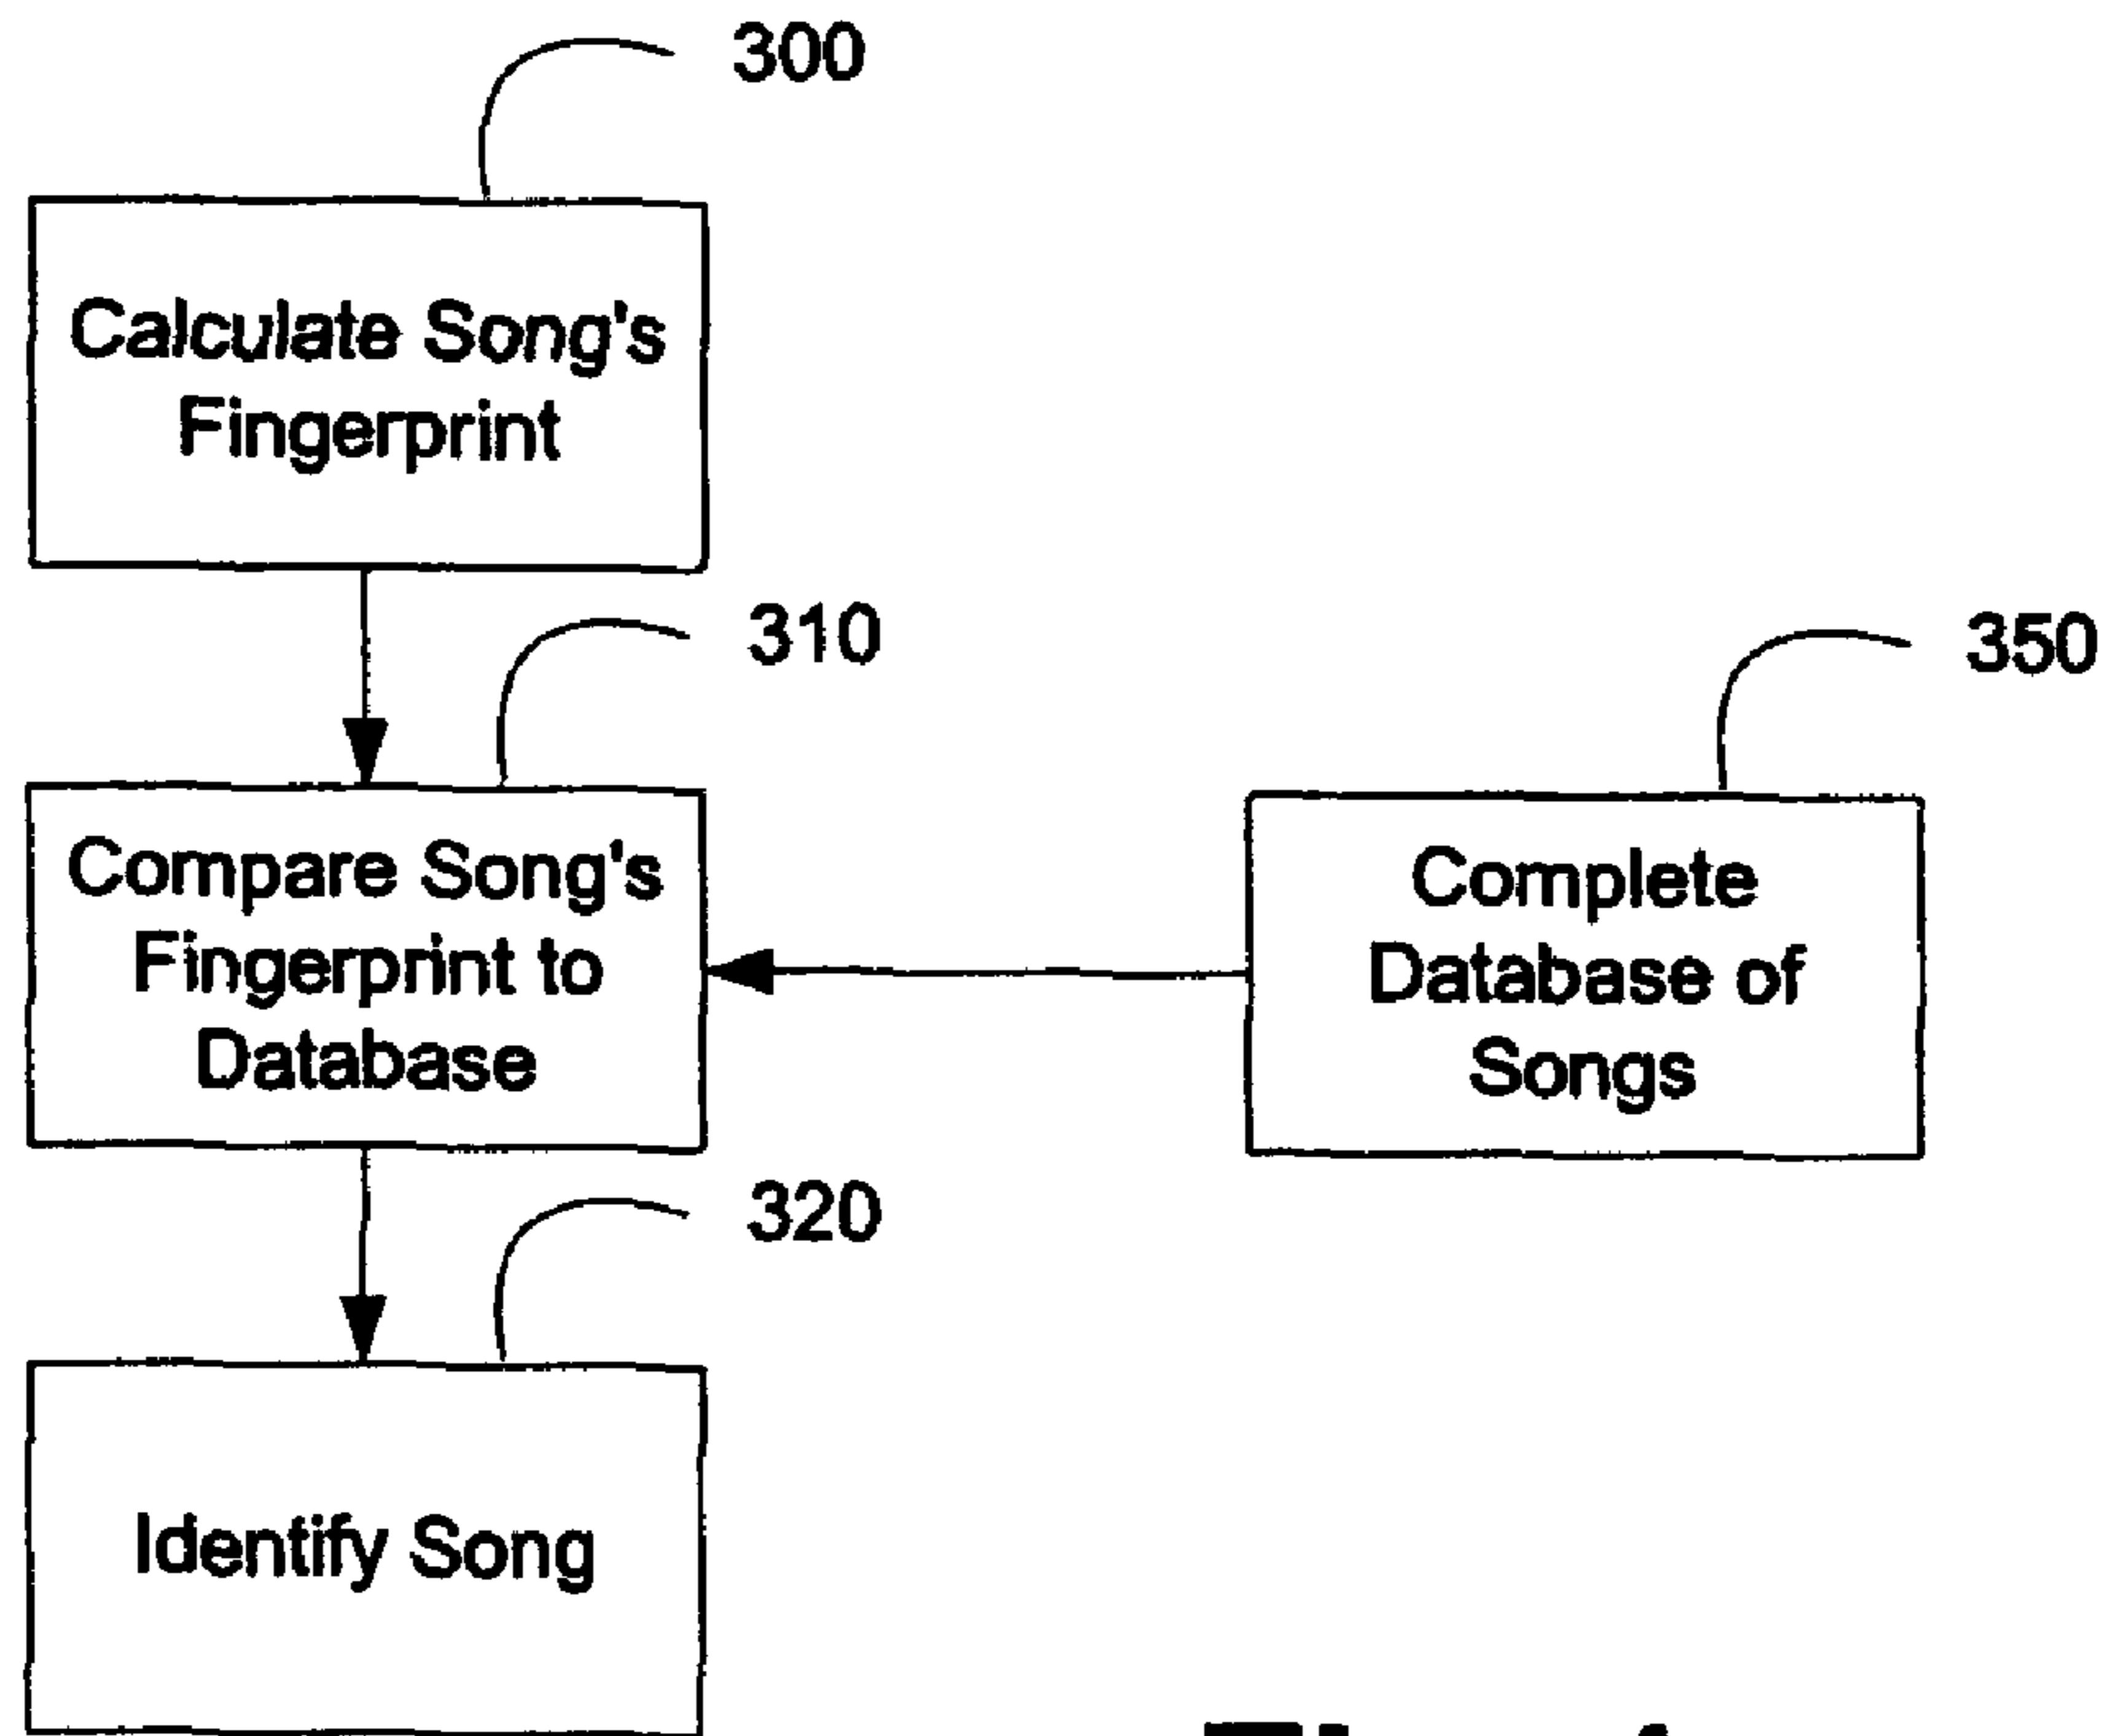 300
Calculate Song's
Fingerprint
310
350
Compare Song's
Fingerprint to
Database
Complete
Database of
Songs
320
Identify Song